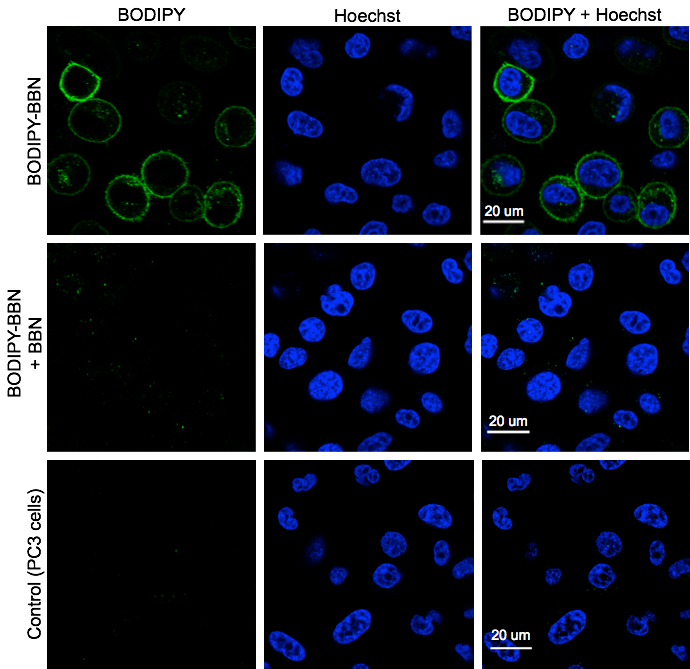 BODIPY
Hoechst
BODIPY + Hoechst
BODIPY-BBN
20 um
BODIPY-BBN
+ BBN
20 um
Control (PC3 cells)
20 um